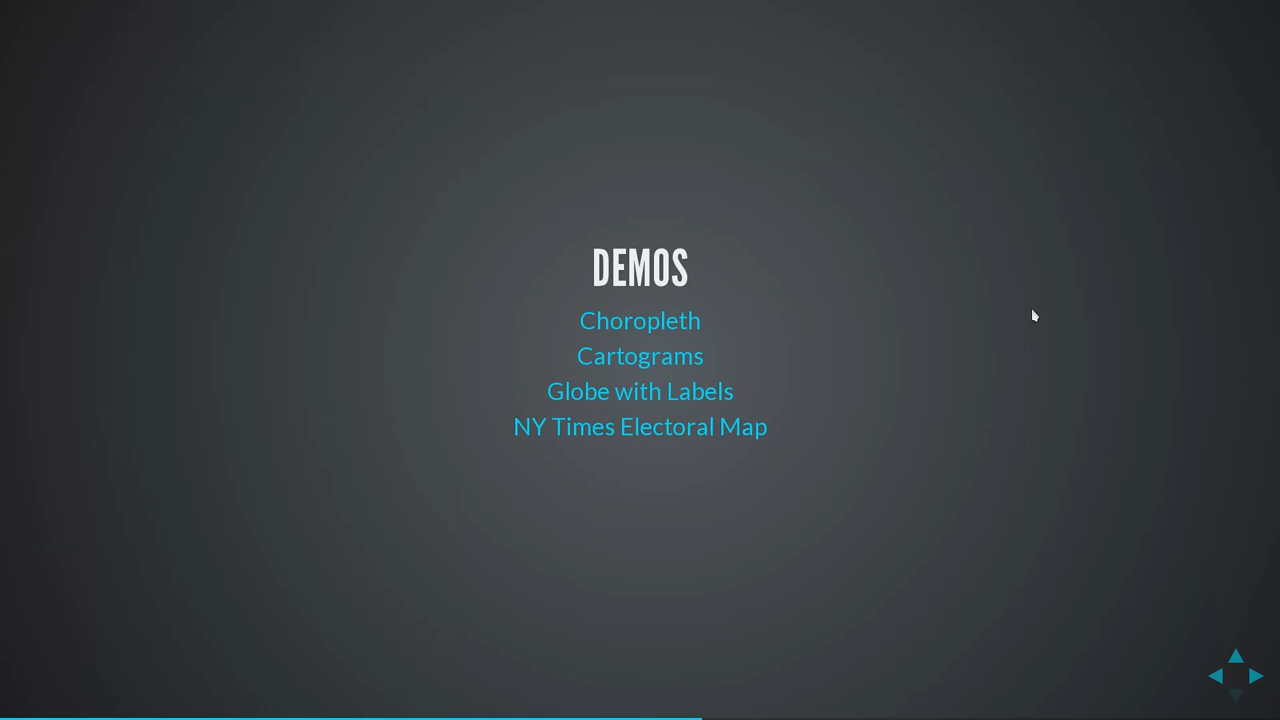 DEMOS
Choropleth
Cartograms
Globe with Labels
NY Times Electoral Map